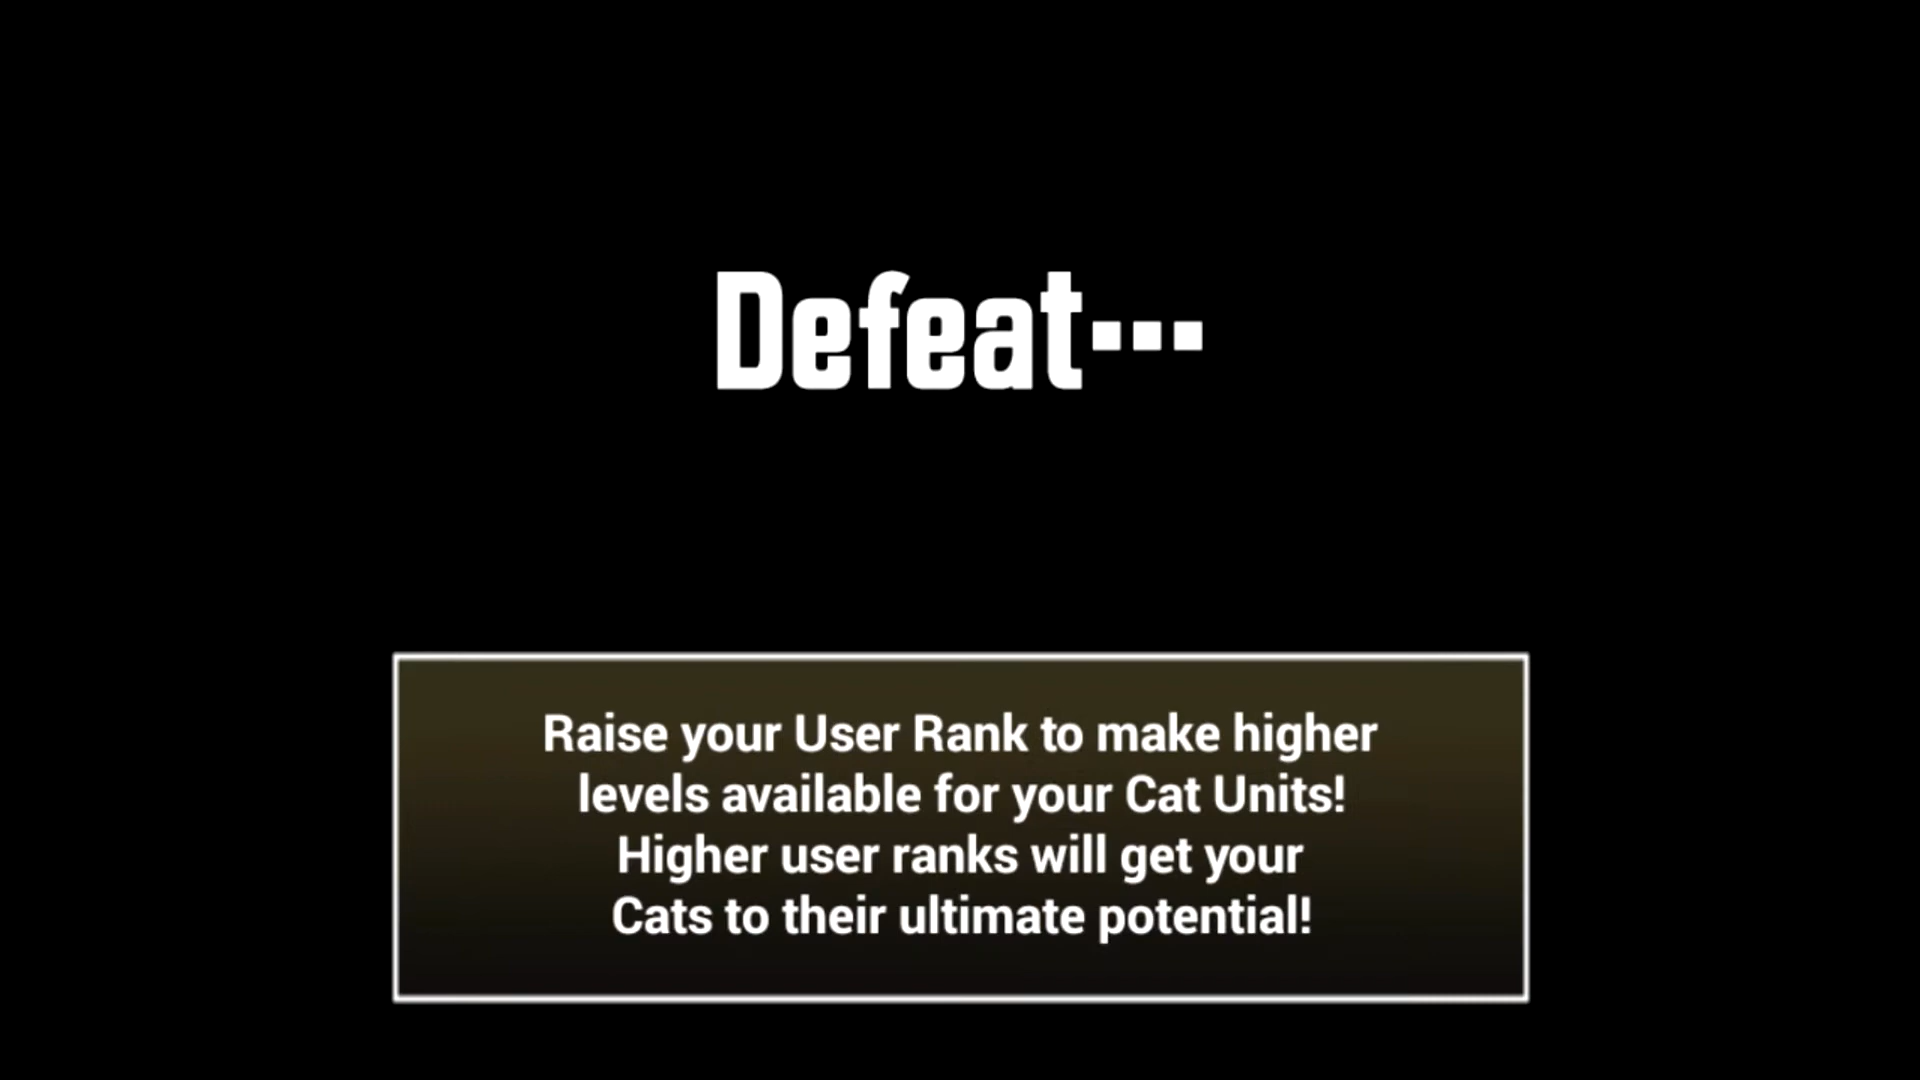 Defeat···
Raise your User Rank to make higher
levels available for your Cat Units!
Higher user ranks will get your
Cats to their ultimate potential!